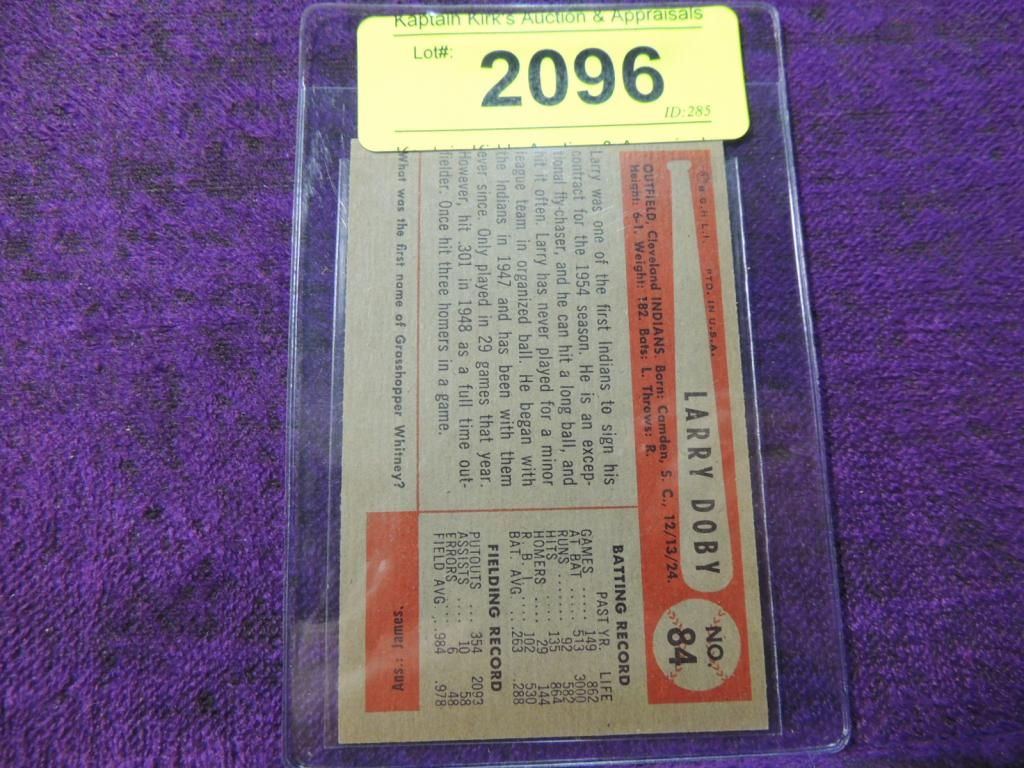 Kaptain Kirk's Auction & Appraisals
Lot#:
2096
ID:285
B. G. H. L. I. PTD. IN U.S.A.
LARRY DOBY
NO. 84
OUTFIELD, Cleveland INDIANS. Born: Camden, S. C., 12/13/24.
Height: 6-1. Weight: 182. Bats: L. Throws: R.
Larry was one of the first Indians to sign his
contract for the 1954 season. He is an excep-
tional fly-chaser, and he can hit a long ball, and
hit it often. Larry has never played for a minor
league team in organized ball. He began with
the Indians in 1947 and has been with them
ever since. Only played in 29 games that year.
However, hit .301 in 1948 as a full time out-
fielder. Once hit three homers in a game.
BATTING RECORD
PAST YR. LIFE
GAMES ..... 149 862
AT BAT .... 513 3000
RUNS ...... 92 582
HITS ...... 135 864
HOMERS .... 29 144
R. B. I. .. 102 530
BAT. AVG ... .263 .288
FIELDING RECORD
PUTOUTS ... 354 2093
ASSISTS ... 10 58
ERRORS .... 6 48
FIELD AVG ... .984 .978
What was the first name of Grasshopper Whitney?
Ans.: James.